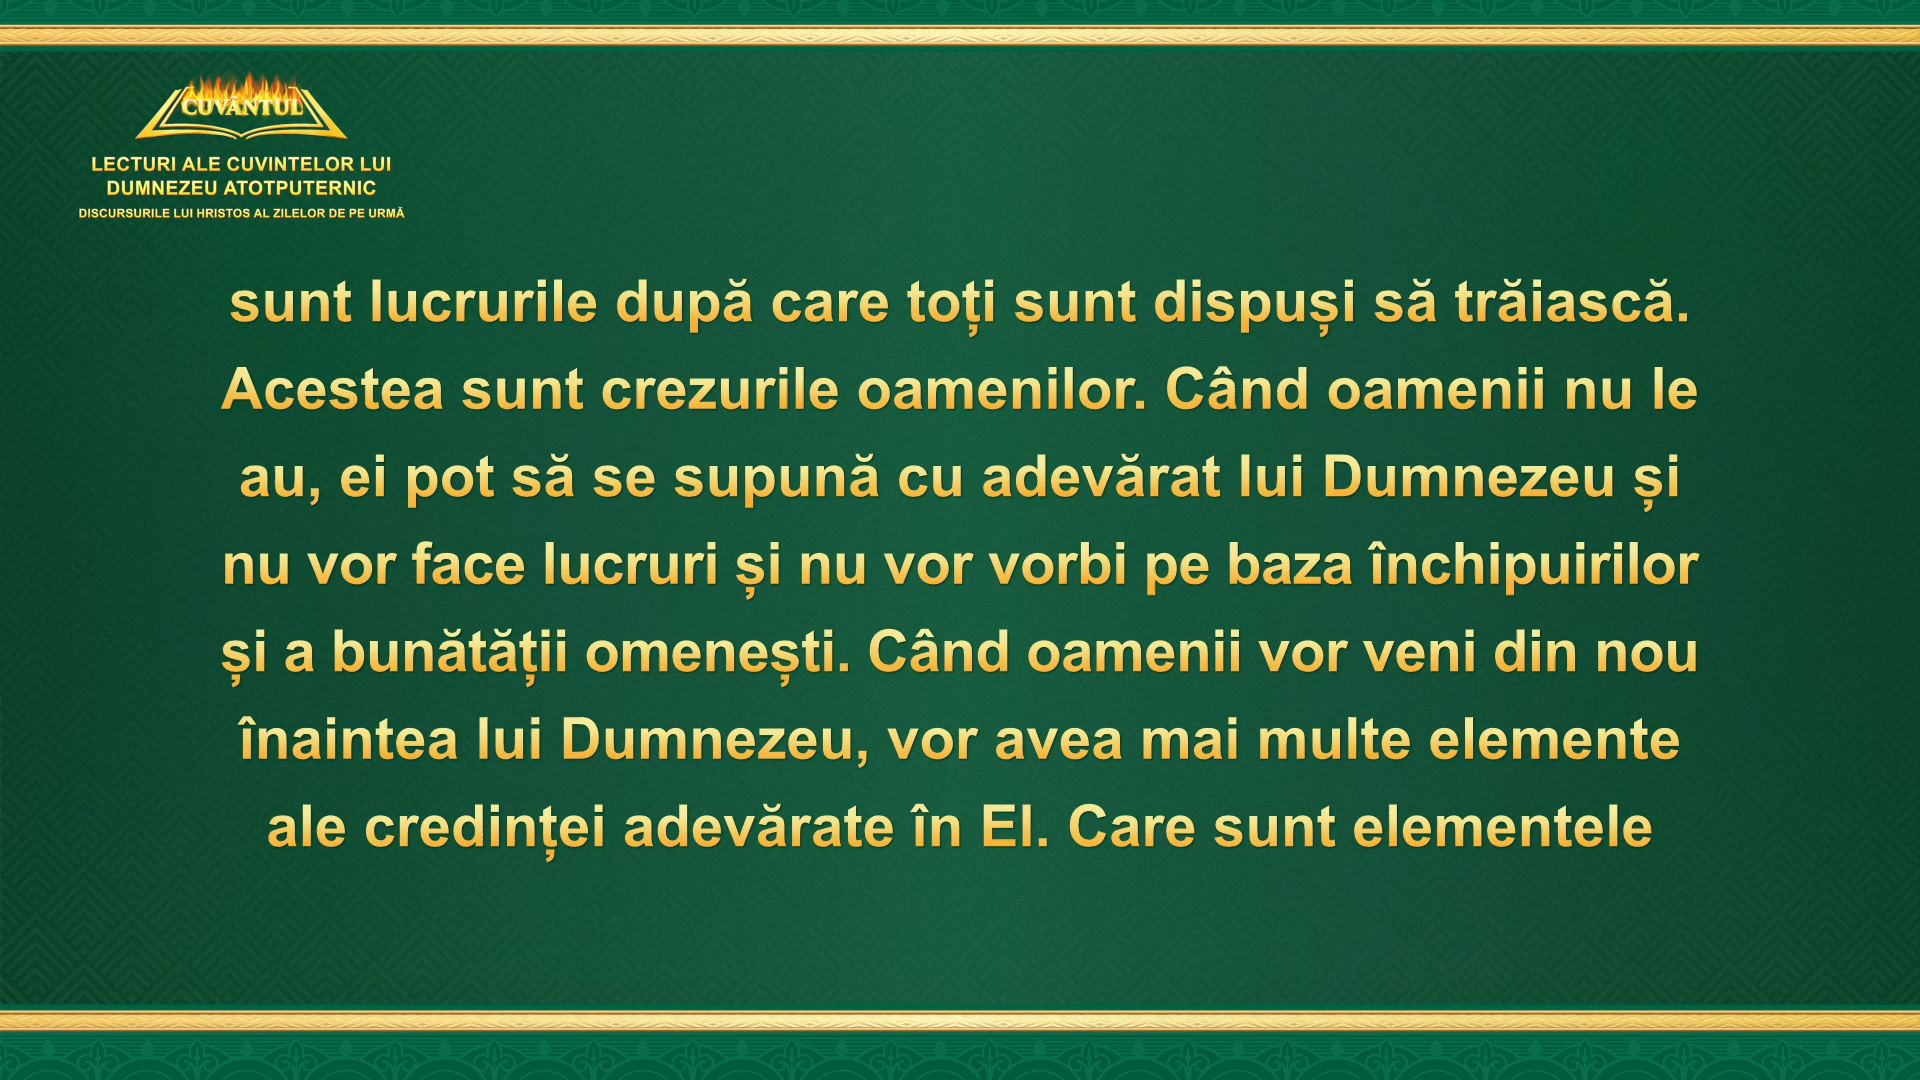 CUVÂNTUL
LECTURI ALE CUVINTELOR LUI
DUMNEZEU ATOTPUTERNIC
DISCURSURILE LUI HRISTOS AL ZILELOR DE PE URMĂ
sunt lucrurile după care toți sunt dispuși să trăiască.
Acestea sunt crezurile oamenilor. Când oamenii nu le
au, ei pot să se supună cu adevărat lui Dumnezeu și
nu vor face lucruri și nu vor vorbi pe baza închipuirilor
și a bunătății omenești. Când oamenii vor veni din nou
înaintea lui Dumnezeu, vor avea mai multe elemente
ale credinței adevărate în El. Care sunt elementele